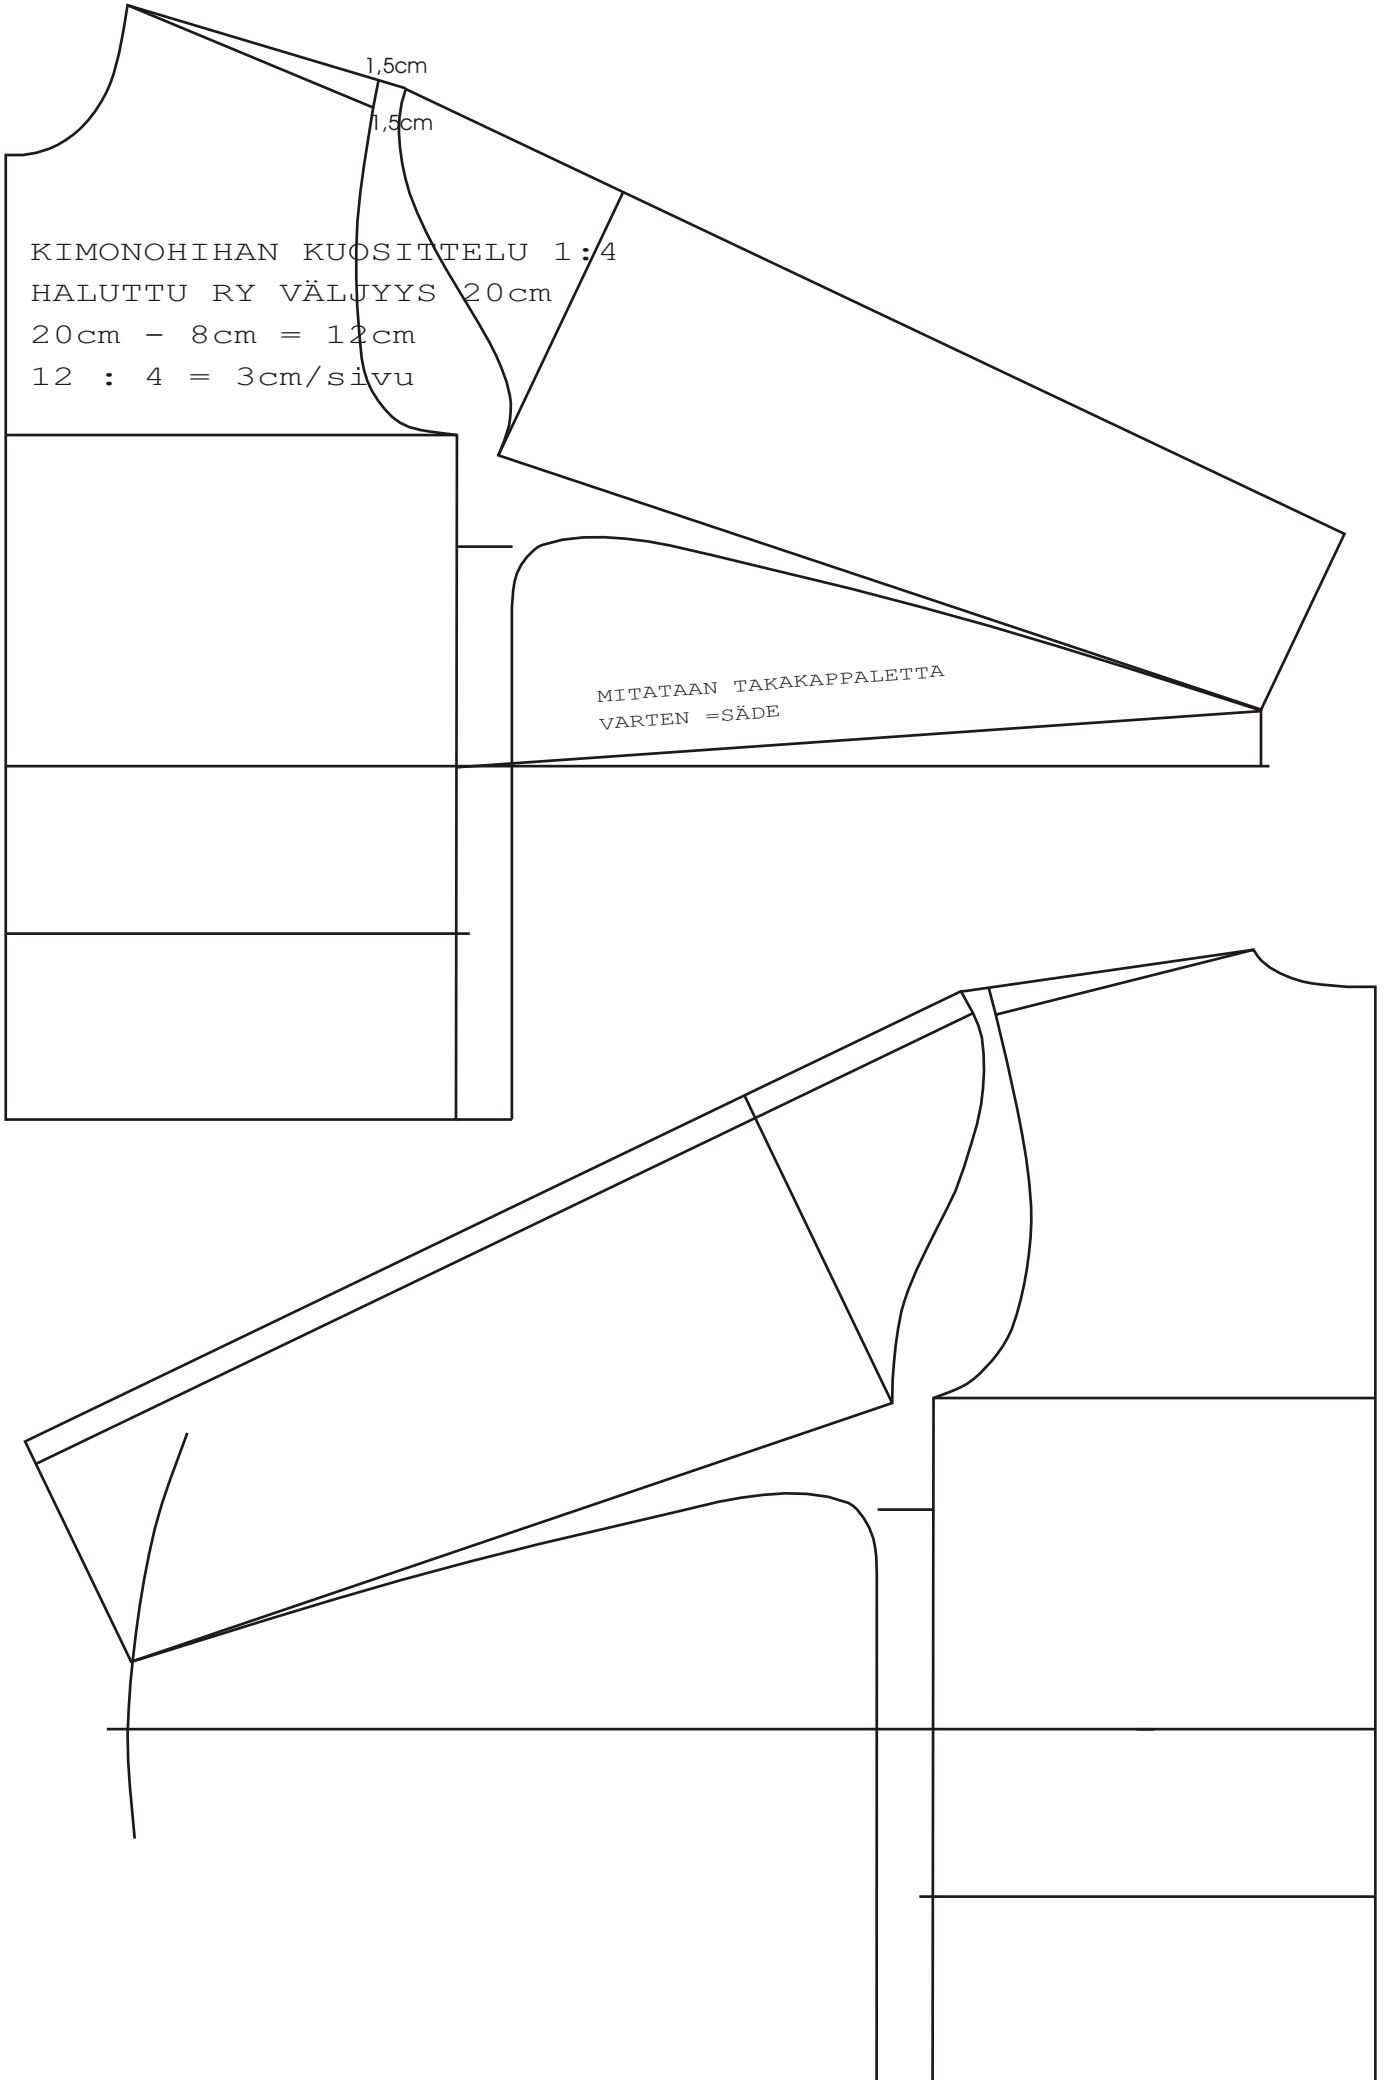 1,5cm
1,5cm
KIMONOHIHAN KUOSITTELU 1:4
HALUTTU RY VÄLJYYS 20cm
20cm - 8cm = 12cm
12 : 4 = 3cm/sivu
MITATAAN TAKAKAPPALETTA
VARTEN =SÄDE